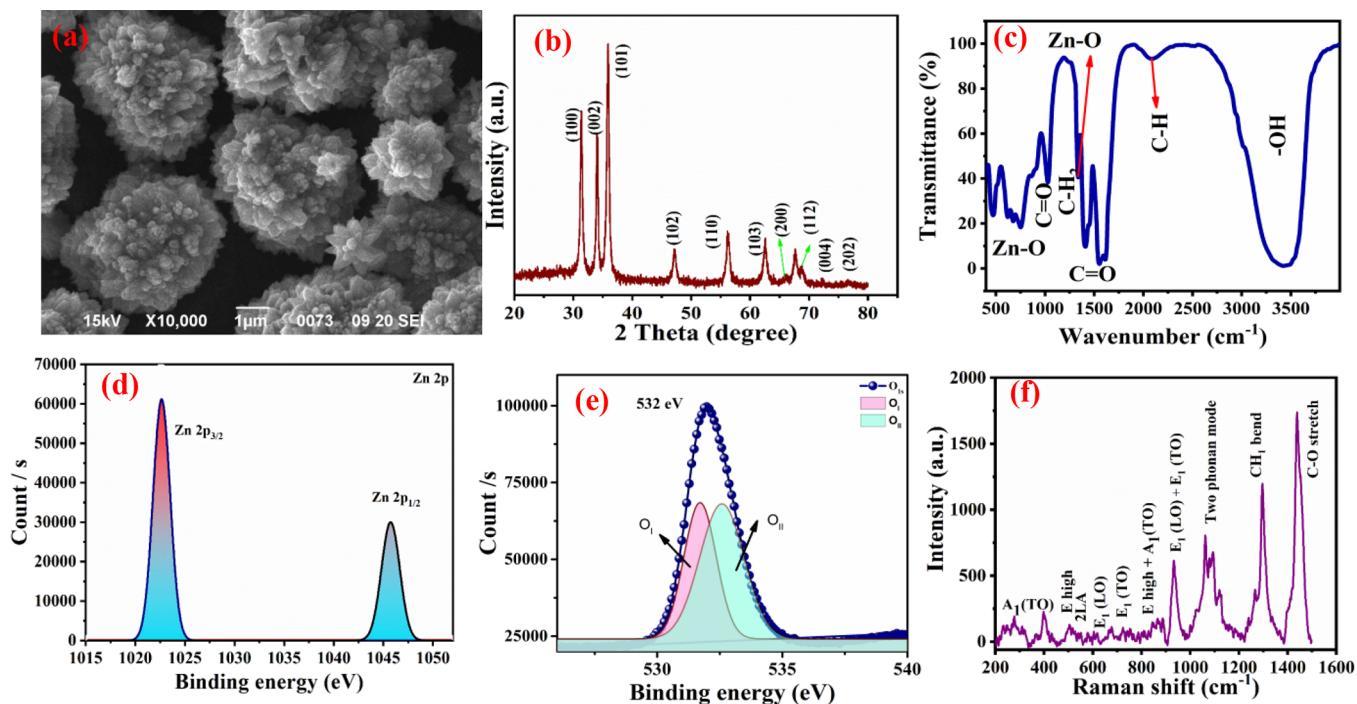 (a)
15kV X10,000 1µm 0073 09 20 SEI
(b)
Intensity (a.u.)
(100)
(002)
(101)
(102)
(110)
(103)
(200)
(112)
(004)
(202)
20 30 40 50 60 70 80
2 Theta (degree)
(c)
Transmittance (%)
100
80
60
40
20
0
Zn-O
C-H
-OH
C=O
C-H2
Zn-O
C=O
500 1000 1500 2000 2500 3000 3500
Wavenumber (cm-1)
(d)
Count / s
70000
60000
50000
40000
30000
20000
10000
0
Zn 2p
Zn 2p3/2
Zn 2p1/2
1015 1020 1025 1030 1035 1040 1045 1050
Binding energy (eV)
(e)
532 eV
O1s
OI
OII
Count /s
100000
75000
50000
25000
OI
OII
530 535 540
Binding energy (eV)
(f)
Intensity (a.u.)
2000
1500
1000
500
0
A1(TO)
E high
2LA
E1 (LO)
E1 (TO)
E high + A1(TO)
E1 (LO) + E1 (TO)
Two phonan mode
CH1 bend
C-O stretch
200 400 600 800 1000 1200 1400 1600
Raman shift (cm-1)